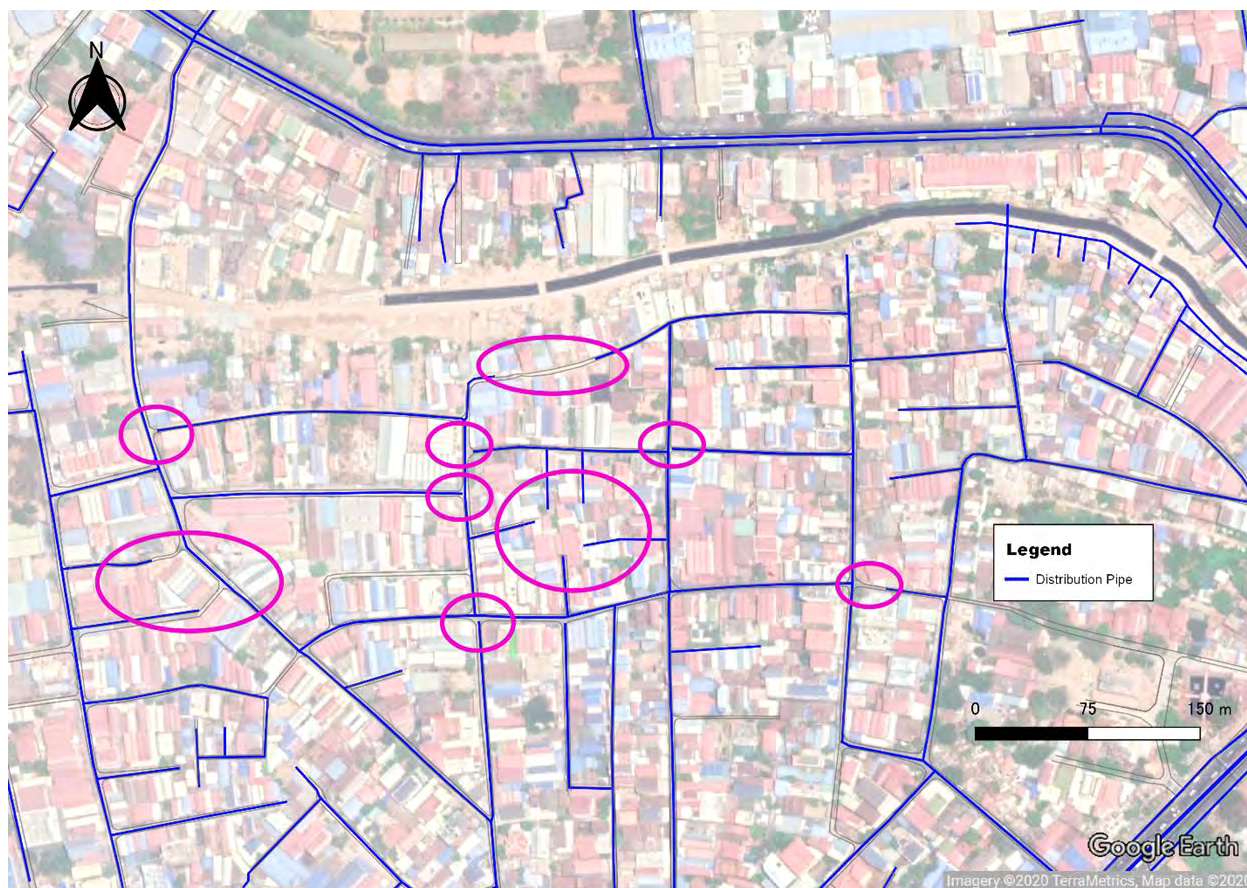 N
Legend
Distribution Pipe
0 75 150 m
Google Earth
Imagery ©2020 TerraMetrics, Map data ©2020